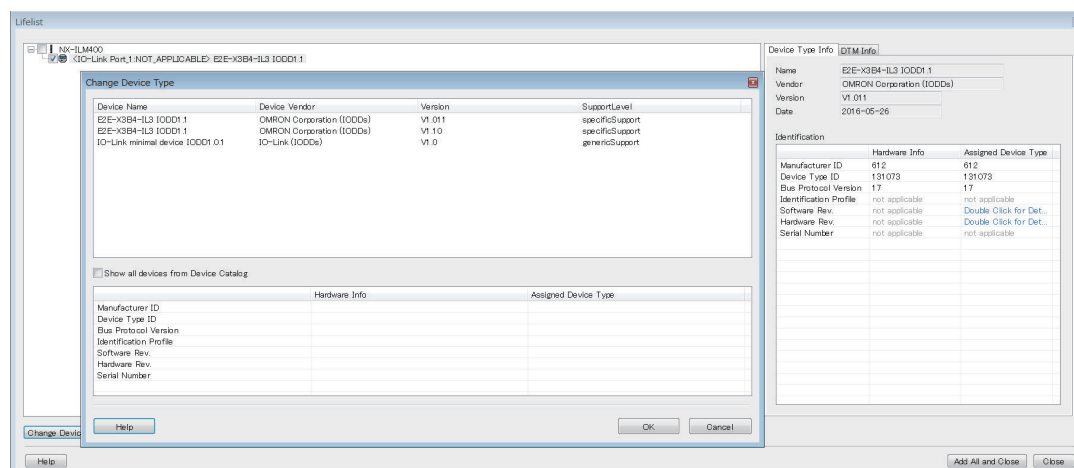 Lifelist
NX-ILM400
<IO-Link Port_1:NOT_APPLICABLE> E2E-X3B4-IL3 IODD1.1
Change Device Type
Device Name Device Vendor Version SupportLevel
E2E-X3B4-IL3 IODD1.1 OMRON Corporation (IODDs) V1.011 specificSupport
E2E-X3B4-IL3 IODD1.1 OMRON Corporation (IODDs) V1.10 specificSupport
IO-Link minimal device IODD1.0.1 IO-Link (IODDs) V1.0 genericSupport
Show all devices from Device Catalog
Hardware Info Assigned Device Type
Manufacturer ID
Device Type ID
Bus Protocol Version
Identification Profile
Software Rev.
Hardware Rev.
Serial Number
Help OK Cancel
Device Type Info DTM Info
Name E2E-X3B4-IL3 IODD1.1
Vendor OMRON Corporation (IODDs)
Version V1.011
Date 2016-05-26
Identification
Hardware Info Assigned Device Type
Manufacturer ID 612 612
Device Type ID 131073 131073
Bus Protocol Version 17 17
Identification Profile not applicable not applicable
Software Rev. not applicable Double Click for Det...
Hardware Rev. not applicable Double Click for Det...
Serial Number not applicable not applicable
Change Devic
Help Add All and Close Close